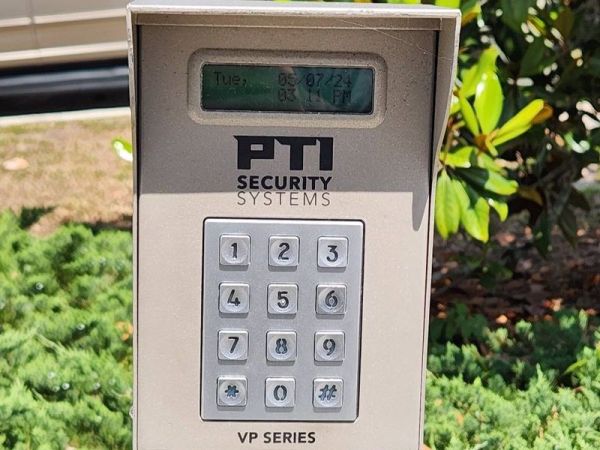 Tue, 05/07/24
03 11 PM
PTI
SECURITY
SYSTEMS
1 2 3
4 5 6
7 8 9
* 0 #
VP SERIES